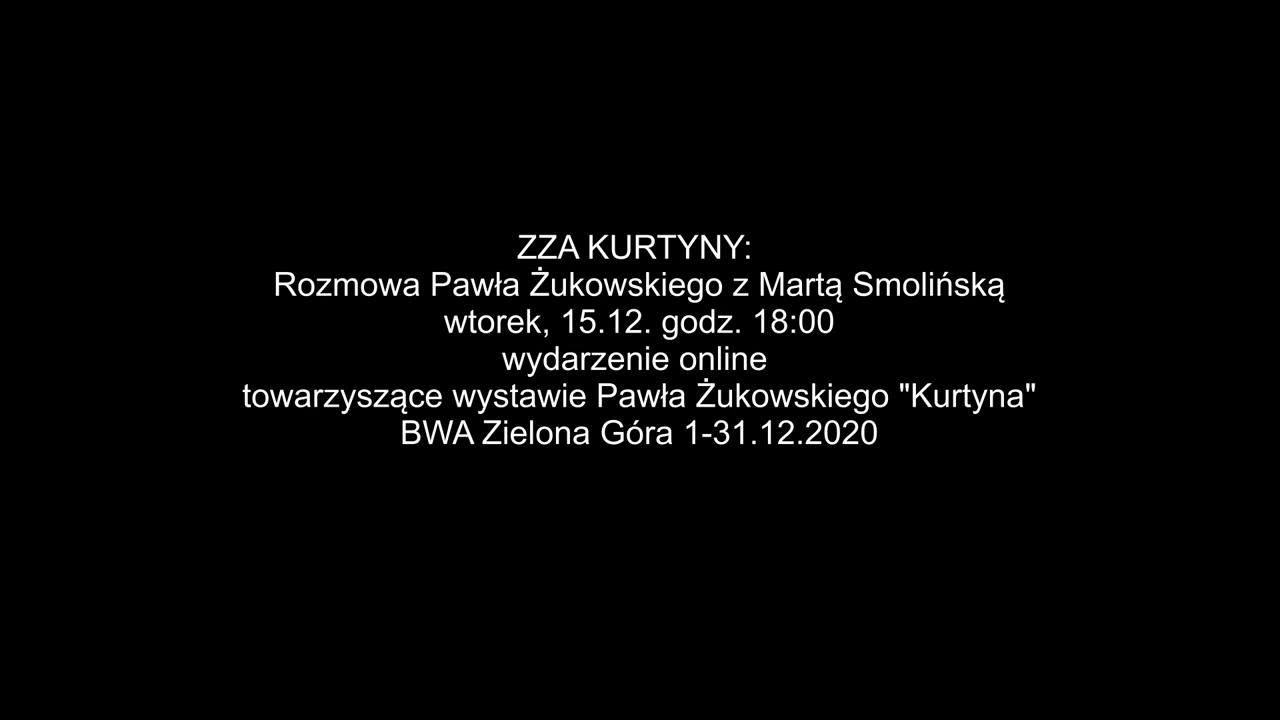 ZZA KURTYNY:
Rozmowa Pawła Żukowskiego z Martą Smolińską
wtorek, 15.12. godz. 18:00
wydarzenie online
towarzyszące wystawie Pawła Żukowskiego "Kurtyna"
BWA Zielona Góra 1-31.12.2020